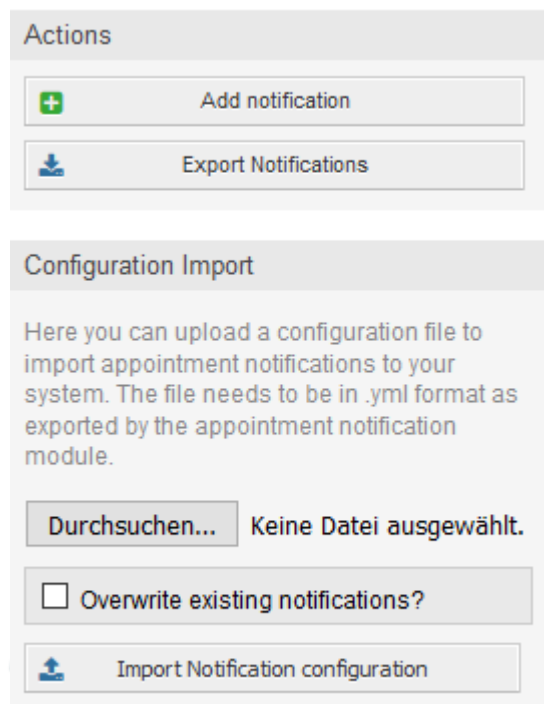 Actions
Add notification
Export Notifications
Configuration Import
Here you can upload a configuration file to
import appointment notifications to your
system. The file needs to be in .yml format as
exported by the appointment notification
module.
Durchsuchen... Keine Datei ausgewählt.
Overwrite existing notifications?
Import Notification configuration